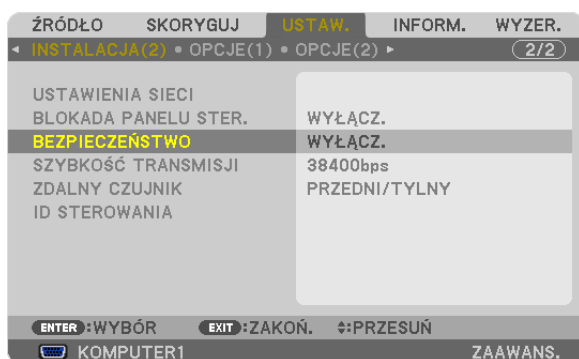 ŹRÓDŁO SKORYGUJ USTAW. INFORM. WYZER.
INSTALACJA(2) • OPCJE(1) • OPCJE(2) 2/2
USTAWIENIA SIECI
BLOKADA PANELU STER. WYŁĄCZ.
BEZPIECZEŃSTWO WYŁĄCZ.
SZYBKOŚĆ TRANSMISJI 38400bps
ZDALNY CZUJNIK PRZEDNI/TYLNY
ID STEROWANIA
ENTER:WYBÓR EXIT:ZAKOŃ. :PRZESUŃ
KOMPUTER1 ZAAWANS.